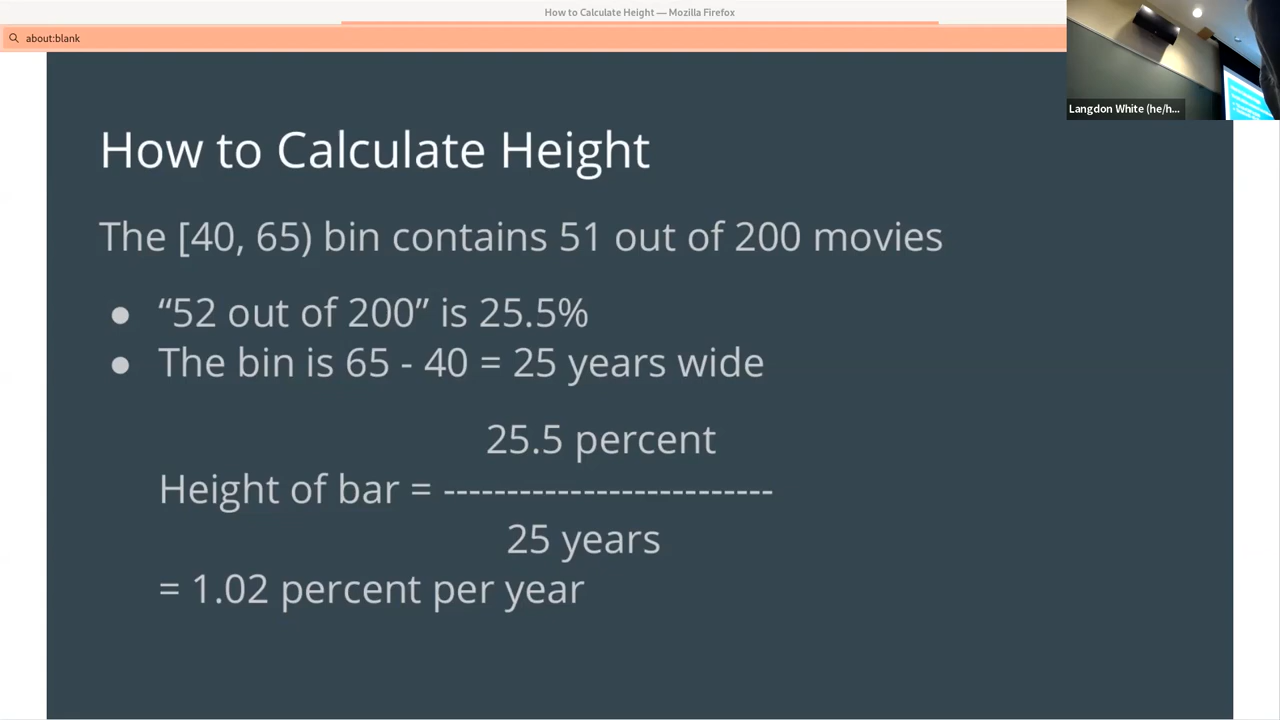 How to Calculate Height — Mozilla Firefox
about:blank
Langdon White (he/h...
How to Calculate Height
The [40, 65) bin contains 51 out of 200 movies
● “52 out of 200” is 25.5%
● The bin is 65 - 40 = 25 years wide
25.5 percent
Height of bar = --------------------------
25 years
= 1.02 percent per year